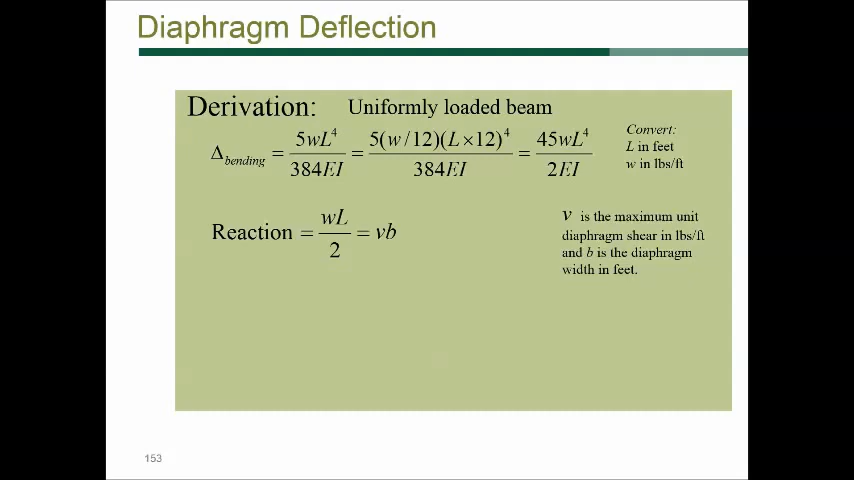 Diaphragm Deflection
Derivation: Uniformly loaded beam
Δ_bending = 5wL⁴/384EI = 5(w/12)(L×12)⁴/384EI = 45wL⁴/2EI
Convert:
L in feet
w in lbs/ft
Reaction = wL/2 = vb
v is the maximum unit
diaphragm shear in lbs/ft
and b is the diaphragm
width in feet.
153